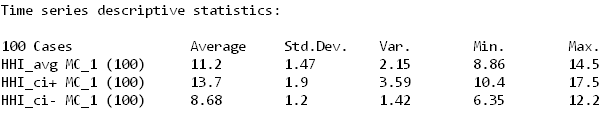 Time series descriptive statistics:
100 Cases Average Std.Dev. Var. Min. Max.
HHI_avg MC_1 (100) 11.2 1.47 2.15 8.86 14.5
HHI_ci+ MC_1 (100) 13.7 1.9 3.59 10.4 17.5
HHI_ci- MC_1 (100) 8.68 1.2 1.42 6.35 12.2